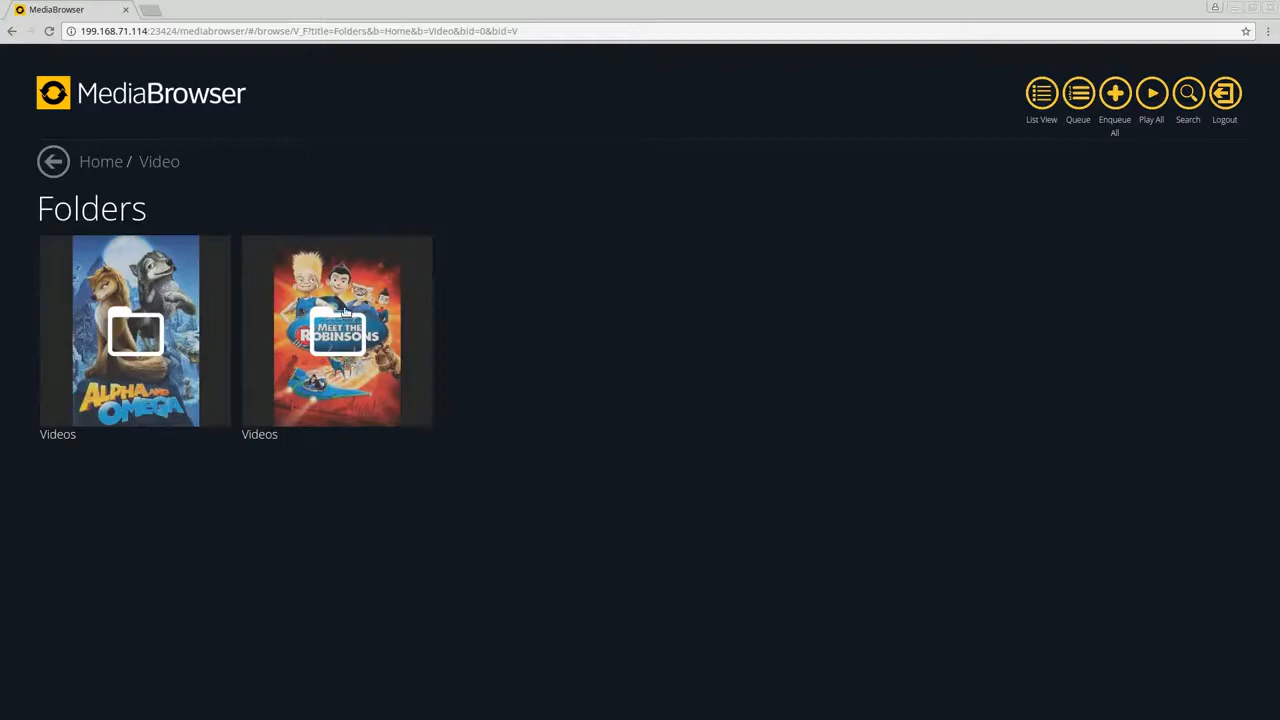 MediaBrowser
199.168.71.114:23424/mediabrowser/#/browse/V_F?title=Folders&b=Home&b=Video&bid=0&bid=V
MediaBrowser
List View
Queue
Enqueue All
Play All
Search
Logout
Home / Video
Folders
ALPHA AND OMEGA
MEET THE ROBINSONS
Videos
Videos